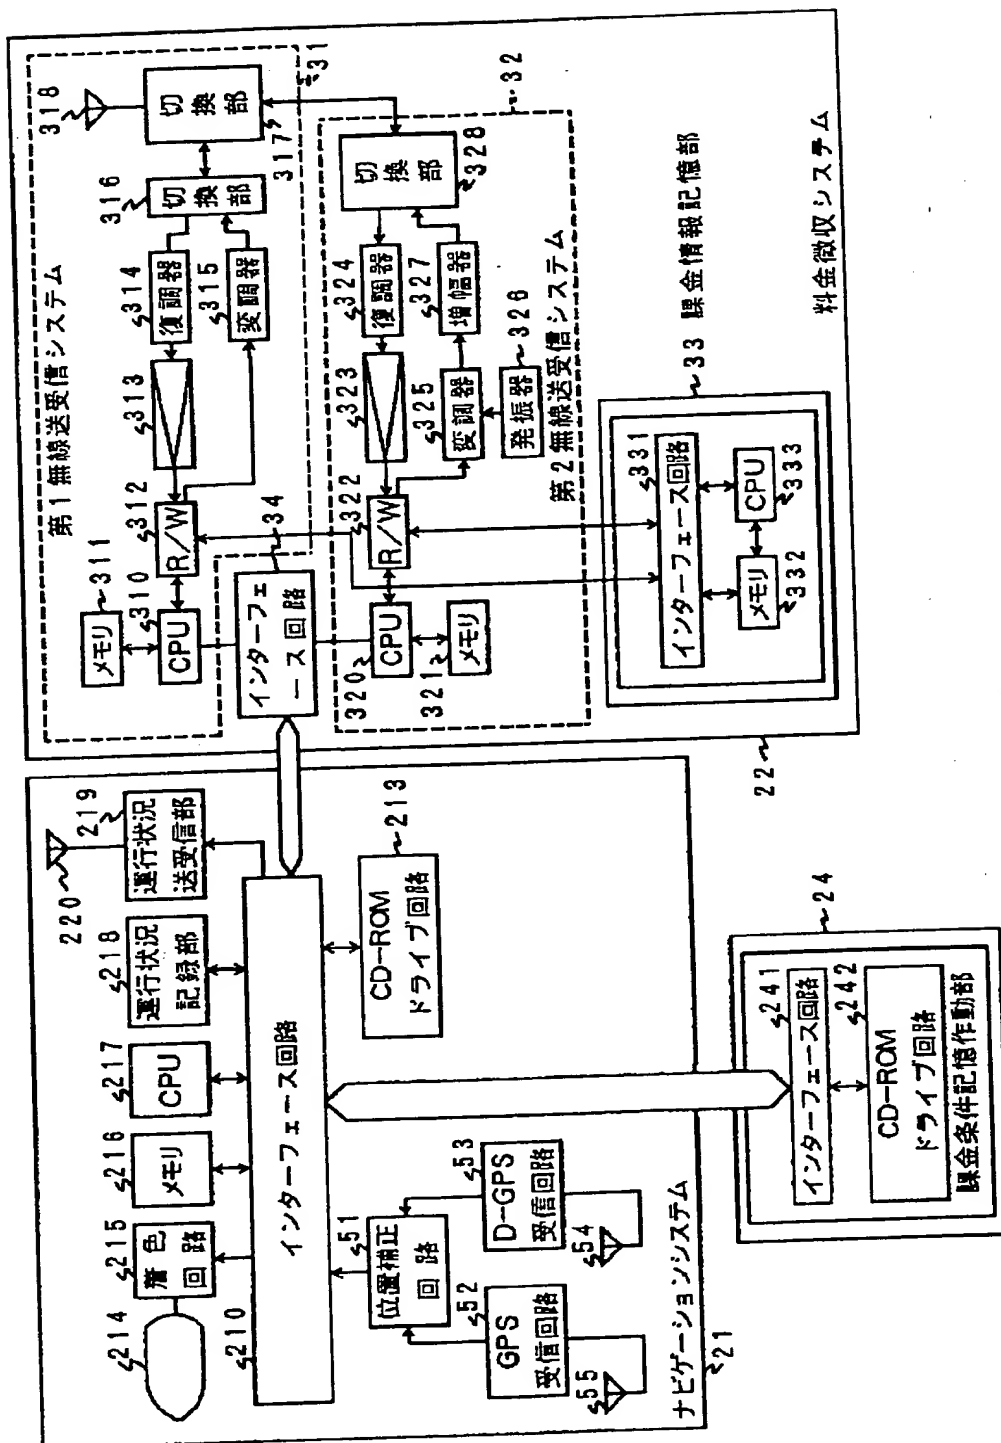 318
切換部
317
31
316
切換部
314
復調器
315
変調器
313
第1無線送受信システム
312
R/W
311
メモリ
310
CPU
34
インターフェ
ース回路
32
切換部
328
324
復調器
327
増幅器
323
325
変調器
326
発振器
第2無線送受信システム
322
R/W
320
CPU
321
メモリ
33 課金情報記憶部
331
インターフェース回路
CPU
333
メモリ
332
料金徴収システム
22
220
219
運行状況
送受信部
218
運行状況
記録部
217
CPU
216
メモリ
215
着色
回路
214
210
インターフェース回路
213
CD-ROM
ドライブ回路
51
位置補正
回路
53
D-GPS
受信回路
54
52
GPS
受信回路
55
ナビゲーションシステム
21
24
241
インターフェース回路
242
CD-ROM
ドライブ回路
課金条件記憶作動部